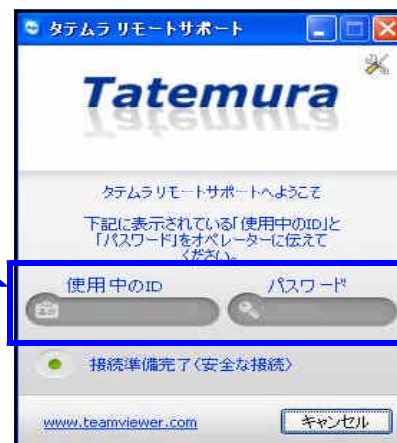 タテムラ リモートサポート
Tatemura
タテムラリモートサポートへようこそ
下記に表示されている「使用中のID」と
「パスワード」をオペレーターに伝えて
ください。
使用中のID パスワード
接続準備完了(安全な接続)
www.teamviewer.com キャンセル